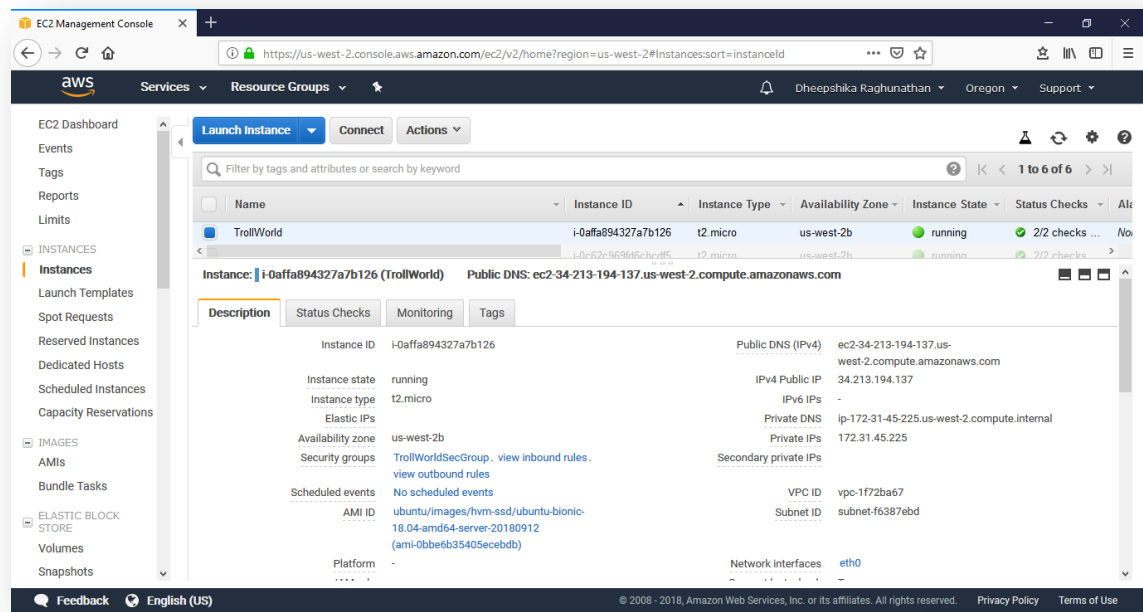 EC2 Management Console
https://us-west-2.console.aws.amazon.com/ec2/v2/home?region=us-west-2#Instances:sort=instanceId
aws Services Resource Groups Dheepshika Raghunathan Oregon Support
EC2 Dashboard
Events
Tags
Reports
Limits
INSTANCES
Instances
Launch Templates
Spot Requests
Reserved Instances
Dedicated Hosts
Scheduled Instances
Capacity Reservations
IMAGES
AMIs
Bundle Tasks
ELASTIC BLOCK
STORE
Volumes
Snapshots
Launch Instance Connect Actions
Filter by tags and attributes or search by keyword 1 to 6 of 6
Name Instance ID Instance Type Availability Zone Instance State Status Checks Ala
TrollWorld i-0affa894327a7b126 t2.micro us-west-2b running 2/2 checks ...
t2.micro us-west-2b running 2/2 checks
Instance: i-0affa894327a7b126 (TrollWorld) Public DNS: ec2-34-213-194-137.us-west-2.compute.amazonaws.com
Description Status Checks Monitoring Tags
Instance ID i-0affa894327a7b126
Instance state running
Instance type t2.micro
Elastic IPs
Availability zone us-west-2b
Security groups TrollWorldSecGroup. view inbound rules.
view outbound rules
Scheduled events No scheduled events
AMI ID ubuntu/images/hvm-ssd/ubuntu-bionic-
18.04-amd64-server-20180912
(ami-0bbe6b35405ecebdb)
Platform -
Public DNS (IPv4) ec2-34-213-194-137.us-
west-2.compute.amazonaws.com
IPv4 Public IP 34.213.194.137
IPv6 IPs -
Private DNS ip-172-31-45-225.us-west-2.compute.internal
Private IPs 172.31.45.225
Secondary private IPs
VPC ID vpc-1f72ba67
Subnet ID subnet-f6387ebd
Network interfaces eth0
Feedback English (US) © 2008 - 2018, Amazon Web Services, Inc. or its affiliates. All rights reserved. Privacy Policy Terms of Use